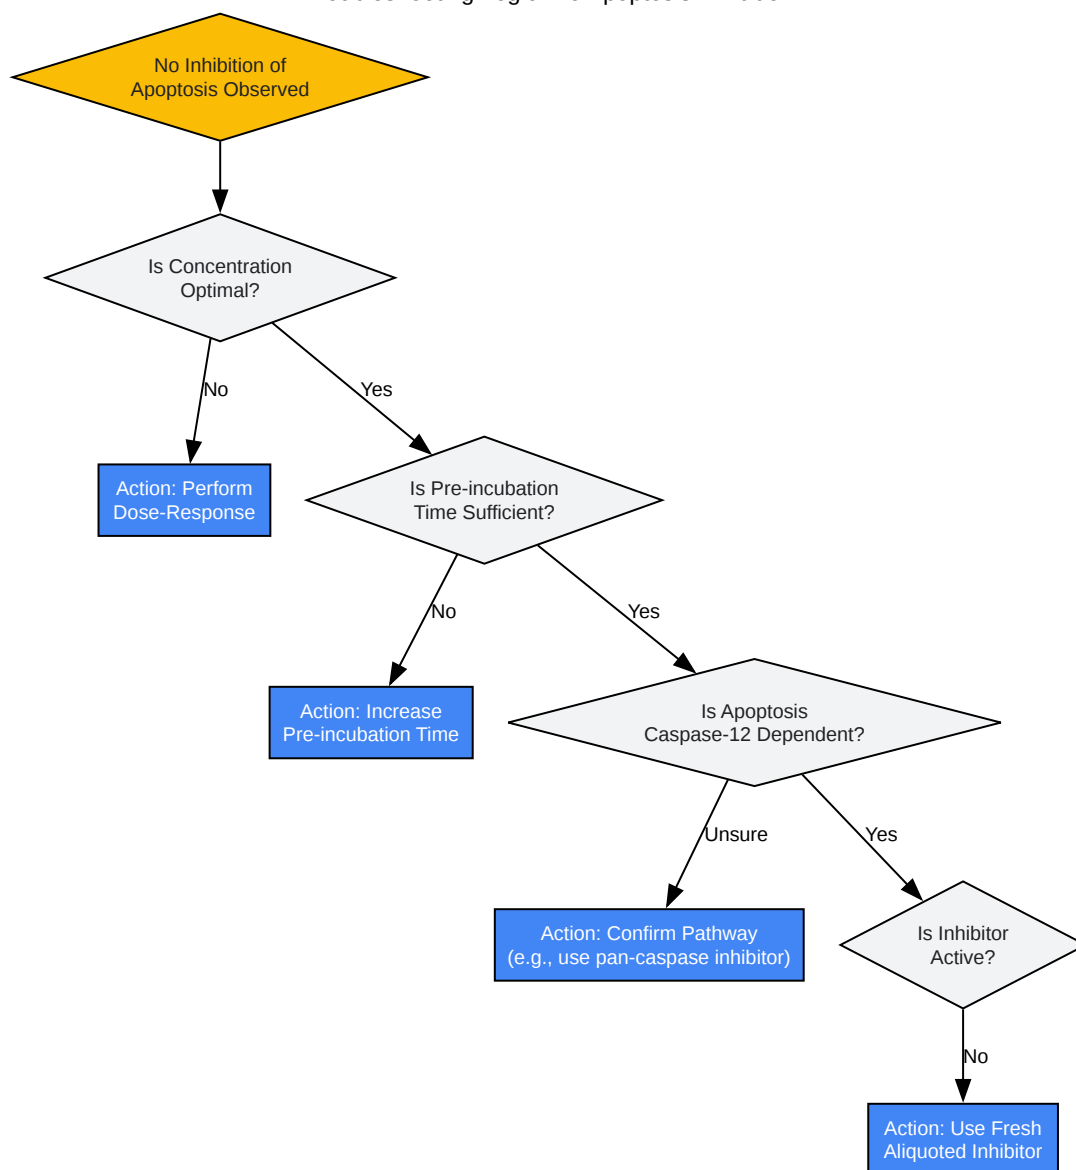 No Inhibition of
Apoptosis Observed
Is Concentration
Optimal?
No
Yes
Action: Perform
Dose-Response
Is Pre-incubation
Time Sufficient?
No
Yes
Action: Increase
Pre-incubation Time
Is Apoptosis
Caspase-12 Dependent?
Unsure
Yes
Action: Confirm Pathway
(e.g., use pan-caspase inhibitor)
Is Inhibitor
Active?
No
Action: Use Fresh
Aliquoted Inhibitor